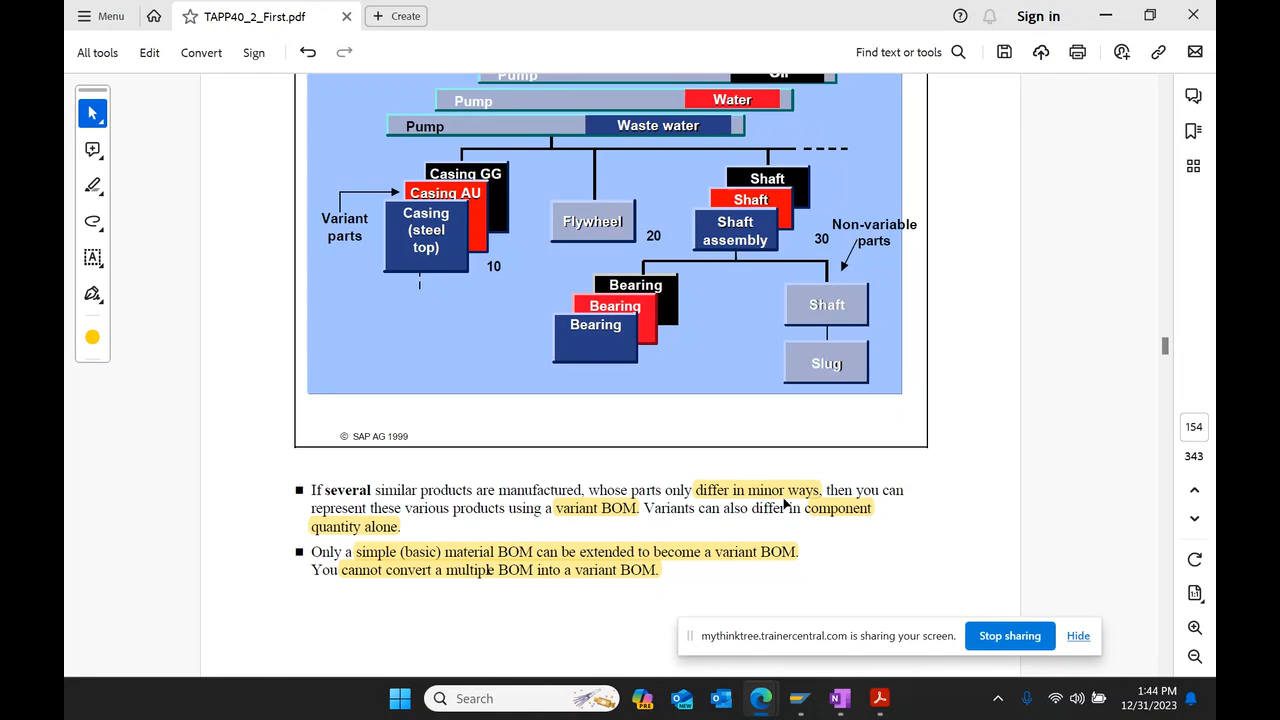 Menu
TAPP40_2_First.pdf
Create
Sign in
All tools
Edit
Convert
Sign
Find text or tools
Pump
Oil
Pump
Water
Pump
Waste water
Variant
parts
Casing GG
Casing AU
Casing
(steel
top)
10
Flywheel
20
Shaft
Shaft
Shaft
assembly
30
Non-variable
parts
Bearing
Bearing
Bearing
Shaft
Slug
© SAP AG 1999
154
343
■ If several similar products are manufactured, whose parts only differ in minor ways, then you can
represent these various products using a variant BOM. Variants can also differ in component
quantity alone.
■ Only a simple (basic) material BOM can be extended to become a variant BOM.
You cannot convert a multiple BOM into a variant BOM.
mythinktree.trainercentral.com is sharing your screen.
Stop sharing
Hide
Search
PRE
NEW
1:44 PM
12/31/2023